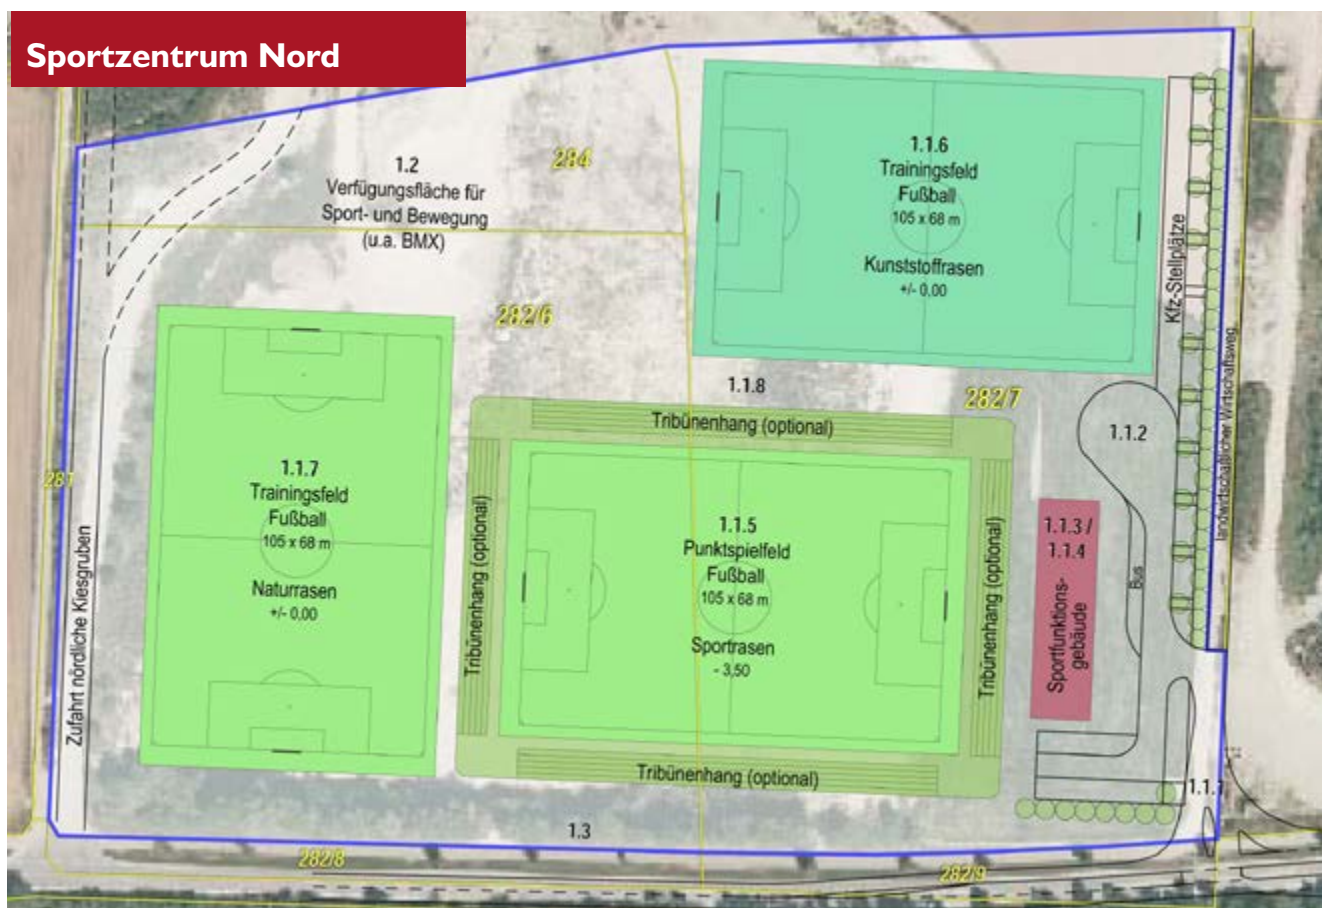 Sportzentrum Nord
1.2
Verfügungsfläche für
Sport- und Bewegung
(u.a. BMX)
284
1.1.6
Trainingsfeld
Fußball
105 x 68 m
Kunststoffrasen
+/- 0,00
Kfz-Stellplätze
landwirtschaftlicher Wirtschaftsweg
282/6
1.1.8
282/7
Tribünenhang (optional)
1.1.2
281
1.1.7
Trainingsfeld
Fußball
105 x 68 m
Naturrasen
+/- 0,00
Zufahrt nördliche Kiesgruben
Tribünenhang (optional)
1.1.5
Punktspielfeld
Fußball
105 x 68 m
Sportrasen
- 3,50
Tribünenhang (optional)
1.1.3 /
1.1.4
Sportfunktions-
gebäude
Bus
Tribünenhang (optional)
1.1.1
1.3
282/8
282/9